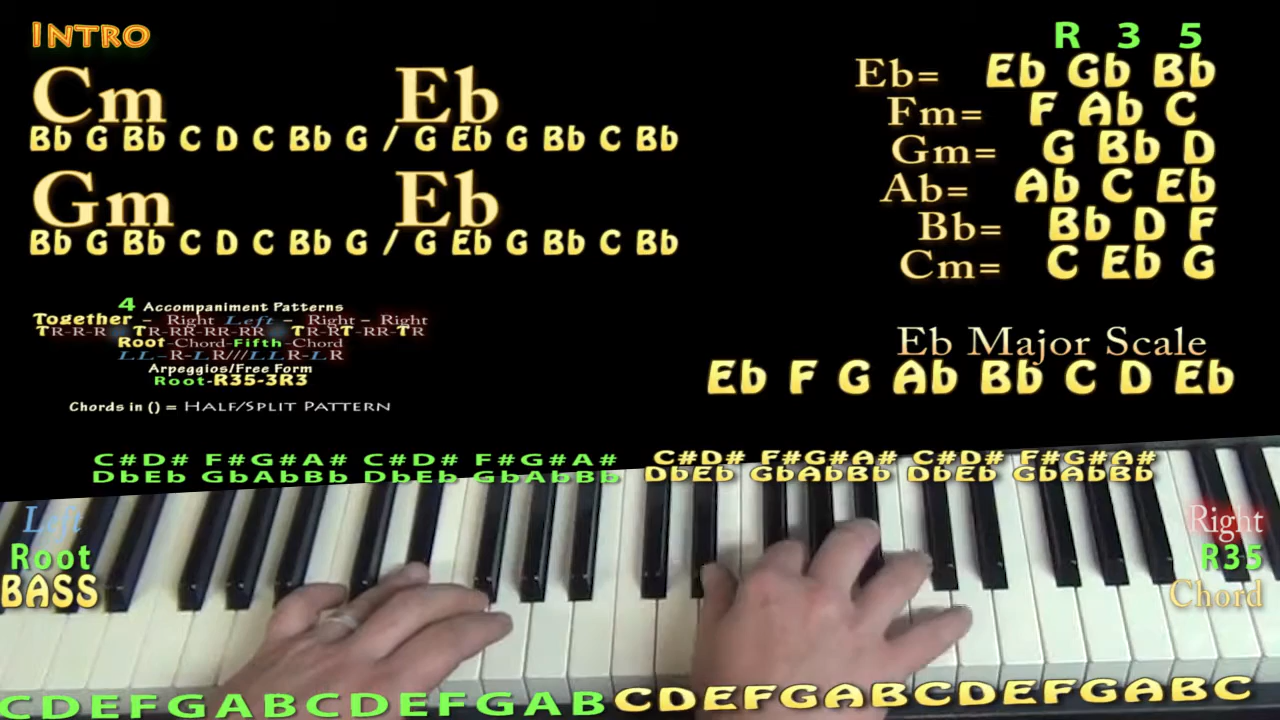 INTRO
Cm Eb
Bb G Bb C D C Bb G / G Eb G Bb C Bb
Gm Eb
Bb G Bb C D C Bb G / G Eb G Bb C Bb
4 Accompaniment Patterns
Together - Right Left - Right - Right
TR-R-R TR-RR-RR-RR TR-RRT-RR-TR
Root-Chord-Fifth-Chord
LL-R-LR///LLR-LR
Arpeggios/Free Form
Root-R35-3R3
Chords in () = HALF/SPLIT PATTERN
R 3 5
Eb= Eb Gb Bb
Fm= F Ab C
Gm= G Bb D
Ab= Ab C Eb
Bb= Bb D F
Cm= C Eb G
Eb Major Scale
Eb F G Ab Bb C D Eb
C#D# F#G#A# C#D# F#G#A# C#D# F#G#A# C#D# F#G#A#
DbEb GbAbBb DbEb GbAbBb DbEb GbAbBb DbEb GbAbBb
Left
Root
BASS
Right
R35
Chord
CDEFGABCDEFGABCDEFGABCDEFGABC